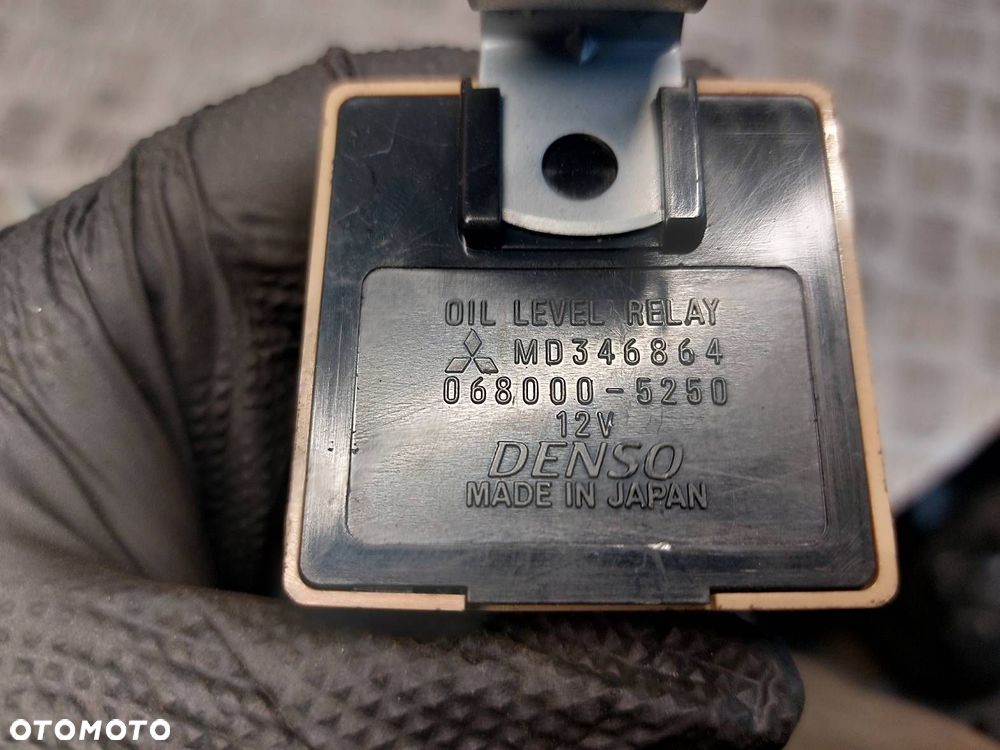 OIL LEVEL RELAY
MD346864
068000-5250
12V
DENSO
MADE IN JAPAN
OTOMOTO